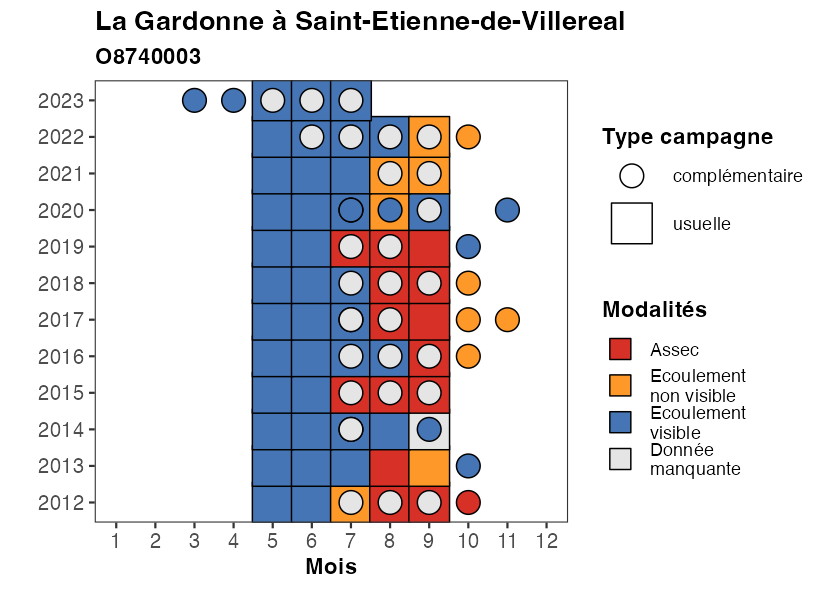 La Gardonne à Saint-Etienne-de-Villereal
O8740003
2023
2022
2021
2020
2019
2018
2017
2016
2015
2014
2013
2012
1 2 3 4 5 6 7 8 9 10 11 12
Mois
Type campagne
complémentaire
usuelle
Modalités
Assec
Ecoulement
non visible
Ecoulement
visible
Donnée
manquante